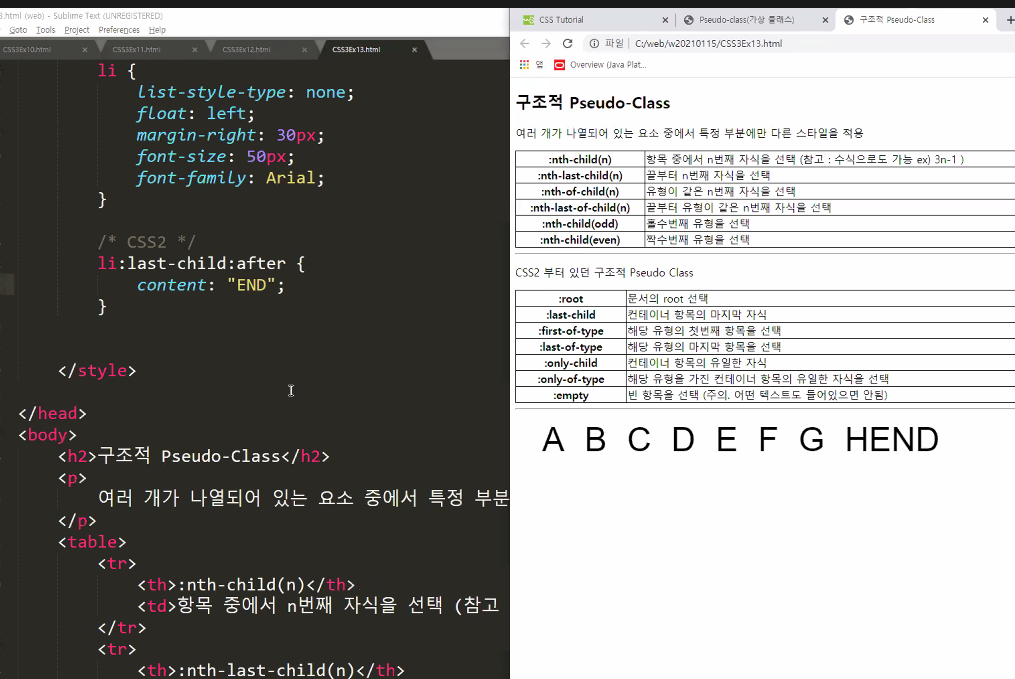 3.html (web) - Sublime Text (UNREGISTERED)
Goto Tools Project Preferences Help
CSS3Ex10.html × CSS3Ex11.html × CSS3Ex12.html × CSS3Ex13.html ×
li {
list-style-type: none;
float: left;
margin-right: 30px;
font-size: 50px;
font-family: Arial;
}
/* CSS2 */
li:last-child:after {
content: "END";
}
</style>
</head>
<body>
<h2>구조적 Pseudo-Class</h2>
<p>
여러 개가 나열되어 있는 요소 중에서 특정 부분
</p>
<table>
<tr>
<th>:nth-child(n)</th>
<td>항목 중에서 n번째 자식을 선택 (참고
</tr>
<tr>
<th>:nth-last-child(n)</th>
CSS Tutorial × Pseudo-class(가상 클래스) × 구조적 Pseudo-Class × +
파일 | C:/web/w20210115/CSS3Ex13.html
앱 Overview (Java Plat...
구조적 Pseudo-Class
여러 개가 나열되어 있는 요소 중에서 특정 부분에만 다른 스타일을 적용
:nth-child(n) 항목 중에서 n번째 자식을 선택 (참고 : 수식으로도 가능 ex) 3n-1 )
:nth-last-child(n) 끝부터 n번째 자식을 선택
:nth-of-child(n) 유형이 같은 n번째 자식을 선택
:nth-last-of-child(n) 끝부터 유형이 같은 n번째 자식을 선택
:nth-child(odd) 홀수번째 유형을 선택
:nth-child(even) 짝수번째 유형을 선택
CSS2 부터 있던 구조적 Pseudo Class
:root 문서의 root 선택
:last-child 컨테이너 항목의 마지막 자식
:first-of-type 해당 유형의 첫번째 항목을 선택
:last-of-type 해당 유형의 마지막 항목을 선택
:only-child 컨테이너 항목의 유일한 자식
:only-of-type 해당 유형을 가진 컨테이너 항목의 유일한 자식을 선택
:empty 빈 항목을 선택 (주의. 어떤 텍스트도 들어있으면 안됨)
A B C D E F G HEND